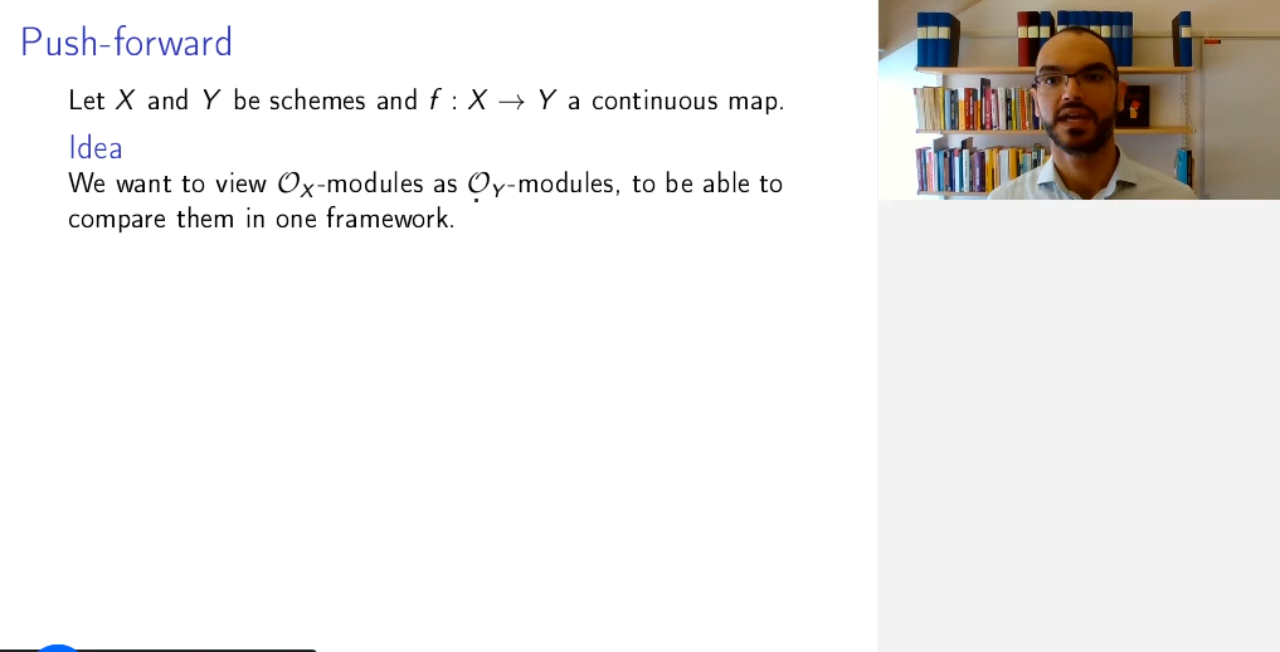 Push-forward
Let X and Y be schemes and f : X → Y a continuous map.
Idea
We want to view 𝒪_X-modules as 𝒪_Y-modules, to be able to
compare them in one framework.